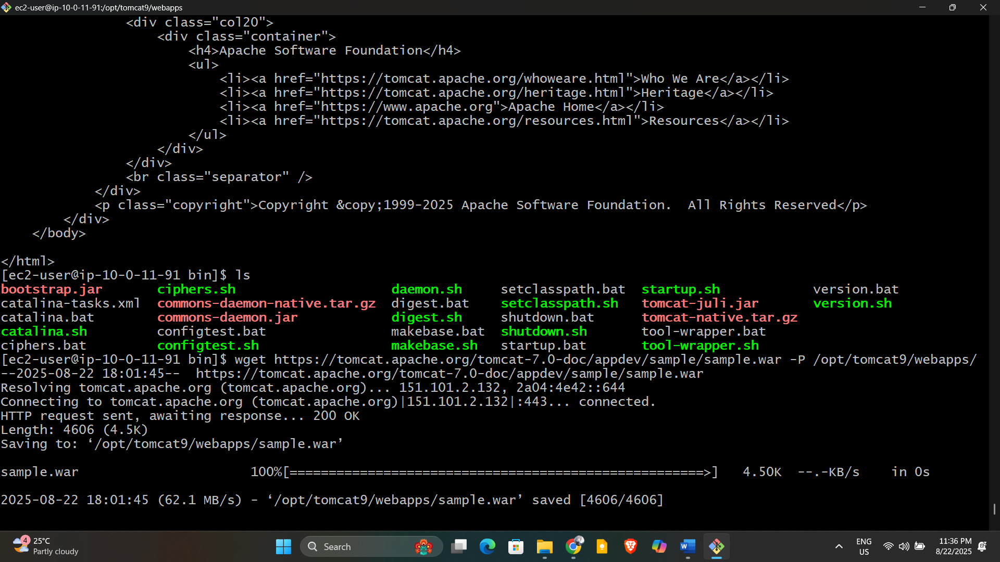 ec2-user@ip-10-0-11-91:/opt/tomcat9/webapps
<div class="col20">
<div class="container">
<h4>Apache Software Foundation</h4>
<ul>
<li><a href="https://tomcat.apache.org/whoweare.html">Who We Are</a></li>
<li><a href="https://tomcat.apache.org/heritage.html">Heritage</a></li>
<li><a href="https://www.apache.org">Apache Home</a></li>
<li><a href="https://tomcat.apache.org/resources.html">Resources</a></li>
</ul>
</div>
</div>
<br class="separator" />
</div>
<p class="copyright">Copyright &copy;1999-2025 Apache Software Foundation.  All Rights Reserved</p>
</div>
</body>
</html>
[ec2-user@ip-10-0-11-91 bin]$ ls
bootstrap.jar ciphers.sh daemon.sh setclasspath.bat startup.sh version.bat
catalina-tasks.xml commons-daemon-native.tar.gz digest.bat setclasspath.sh tomcat-juli.jar version.sh
catalina.bat commons-daemon.jar digest.sh shutdown.bat tomcat-native.tar.gz
catalina.sh configtest.bat makebase.bat shutdown.sh tool-wrapper.bat
ciphers.bat configtest.sh makebase.sh startup.bat tool-wrapper.sh
[ec2-user@ip-10-0-11-91 bin]$ wget https://tomcat.apache.org/tomcat-7.0-doc/appdev/sample/sample.war -P /opt/tomcat9/webapps/
--2025-08-22 18:01:45--  https://tomcat.apache.org/tomcat-7.0-doc/appdev/sample/sample.war
Resolving tomcat.apache.org (tomcat.apache.org)... 151.101.2.132, 2a04:4e42::644
Connecting to tomcat.apache.org (tomcat.apache.org)|151.101.2.132|:443... connected.
HTTP request sent, awaiting response... 200 OK
Length: 4606 (4.5K)
Saving to: ‘/opt/tomcat9/webapps/sample.war’
sample.war 100%[=====================================================>] 4.50K --.-KB/s in 0s
2025-08-22 18:01:45 (62.1 MB/s) - ‘/opt/tomcat9/webapps/sample.war’ saved [4606/4606]
4
25°C
Partly cloudy
Search
W
ENG
US
11:36 PM
8/22/2025